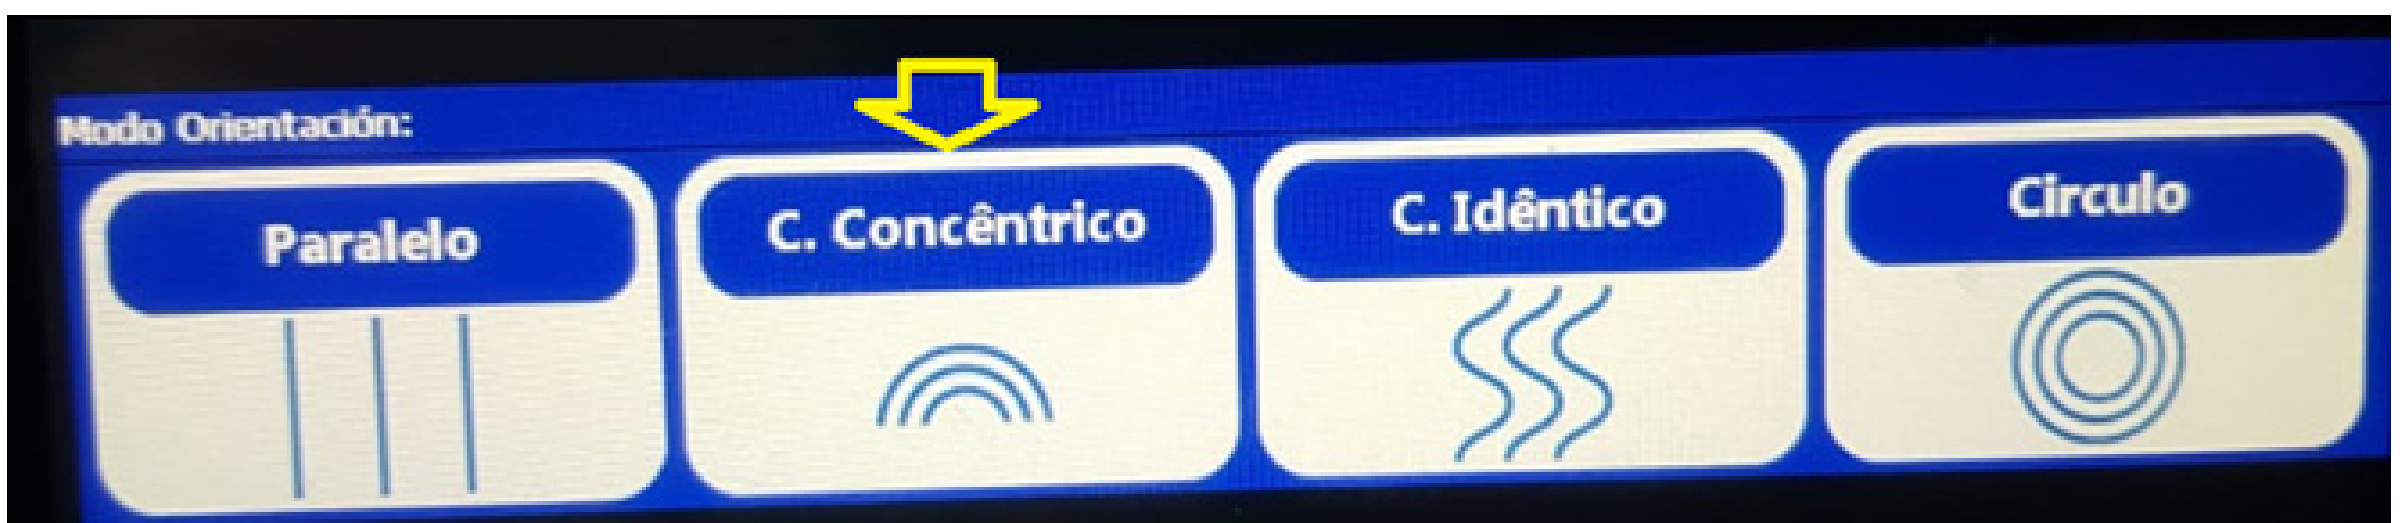 Modo Orientación:
Paralelo
C. Concêntrico
C. Idêntico
Circulo